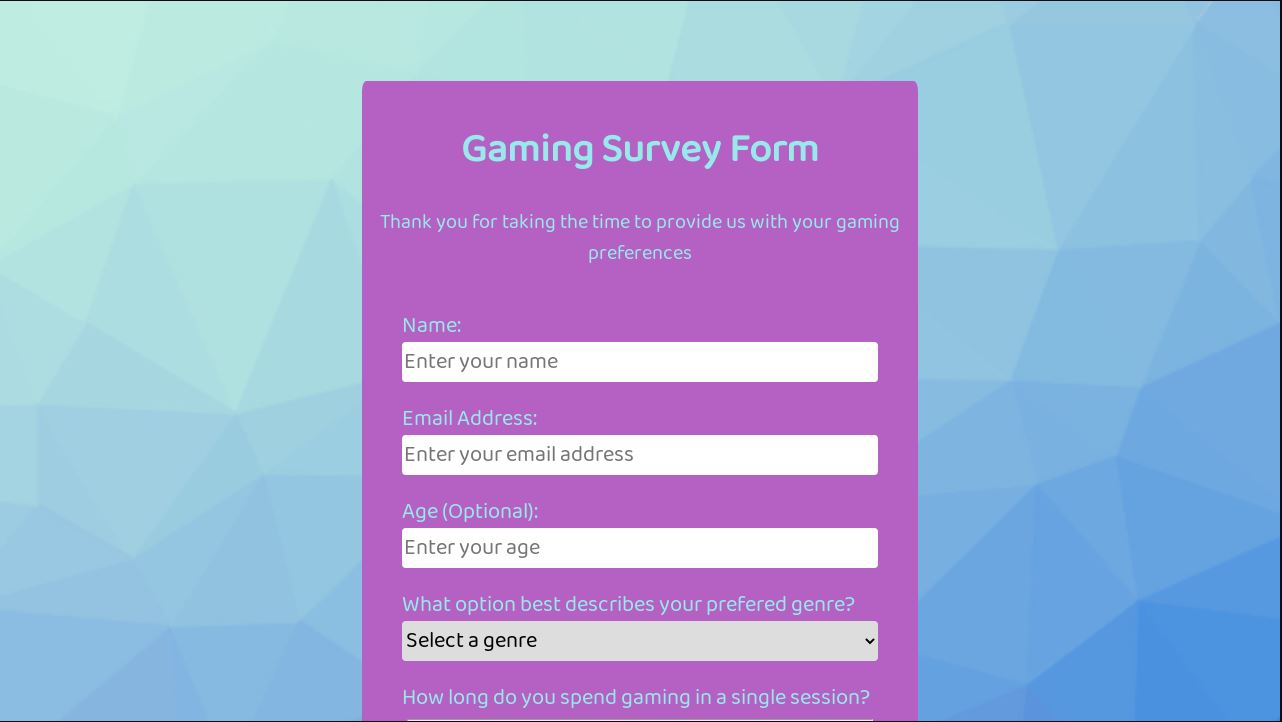 Gaming Survey Form
Thank you for taking the time to provide us with your gaming
preferences
Name:
Enter your name
Email Address:
Enter your email address
Age (Optional):
Enter your age
What option best describes your prefered genre?
Select a genre
How long do you spend gaming in a single session?